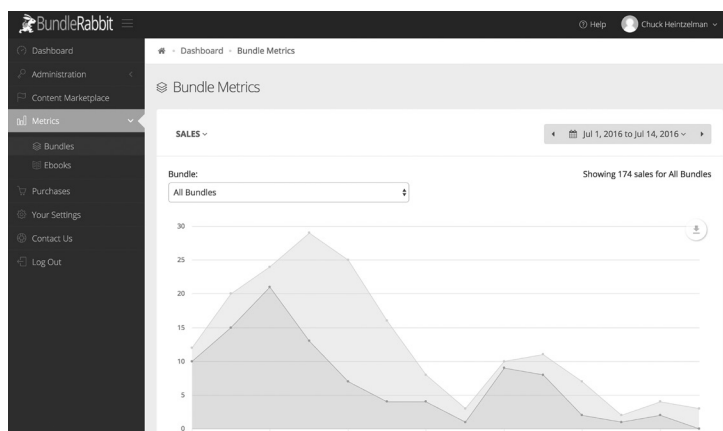 BundleRabbit
Help
Chuck Heintzelman
Dashboard
Administration
Content Marketplace
Metrics
Bundles
Ebooks
Purchases
Your Settings
Contact Us
Log Out
Dashboard - Bundle Metrics
Bundle Metrics
SALES
Jul 1, 2016 to Jul 14, 2016
Bundle:
Showing 174 sales for All Bundles
All Bundles
30
25
20
15
10
5
0